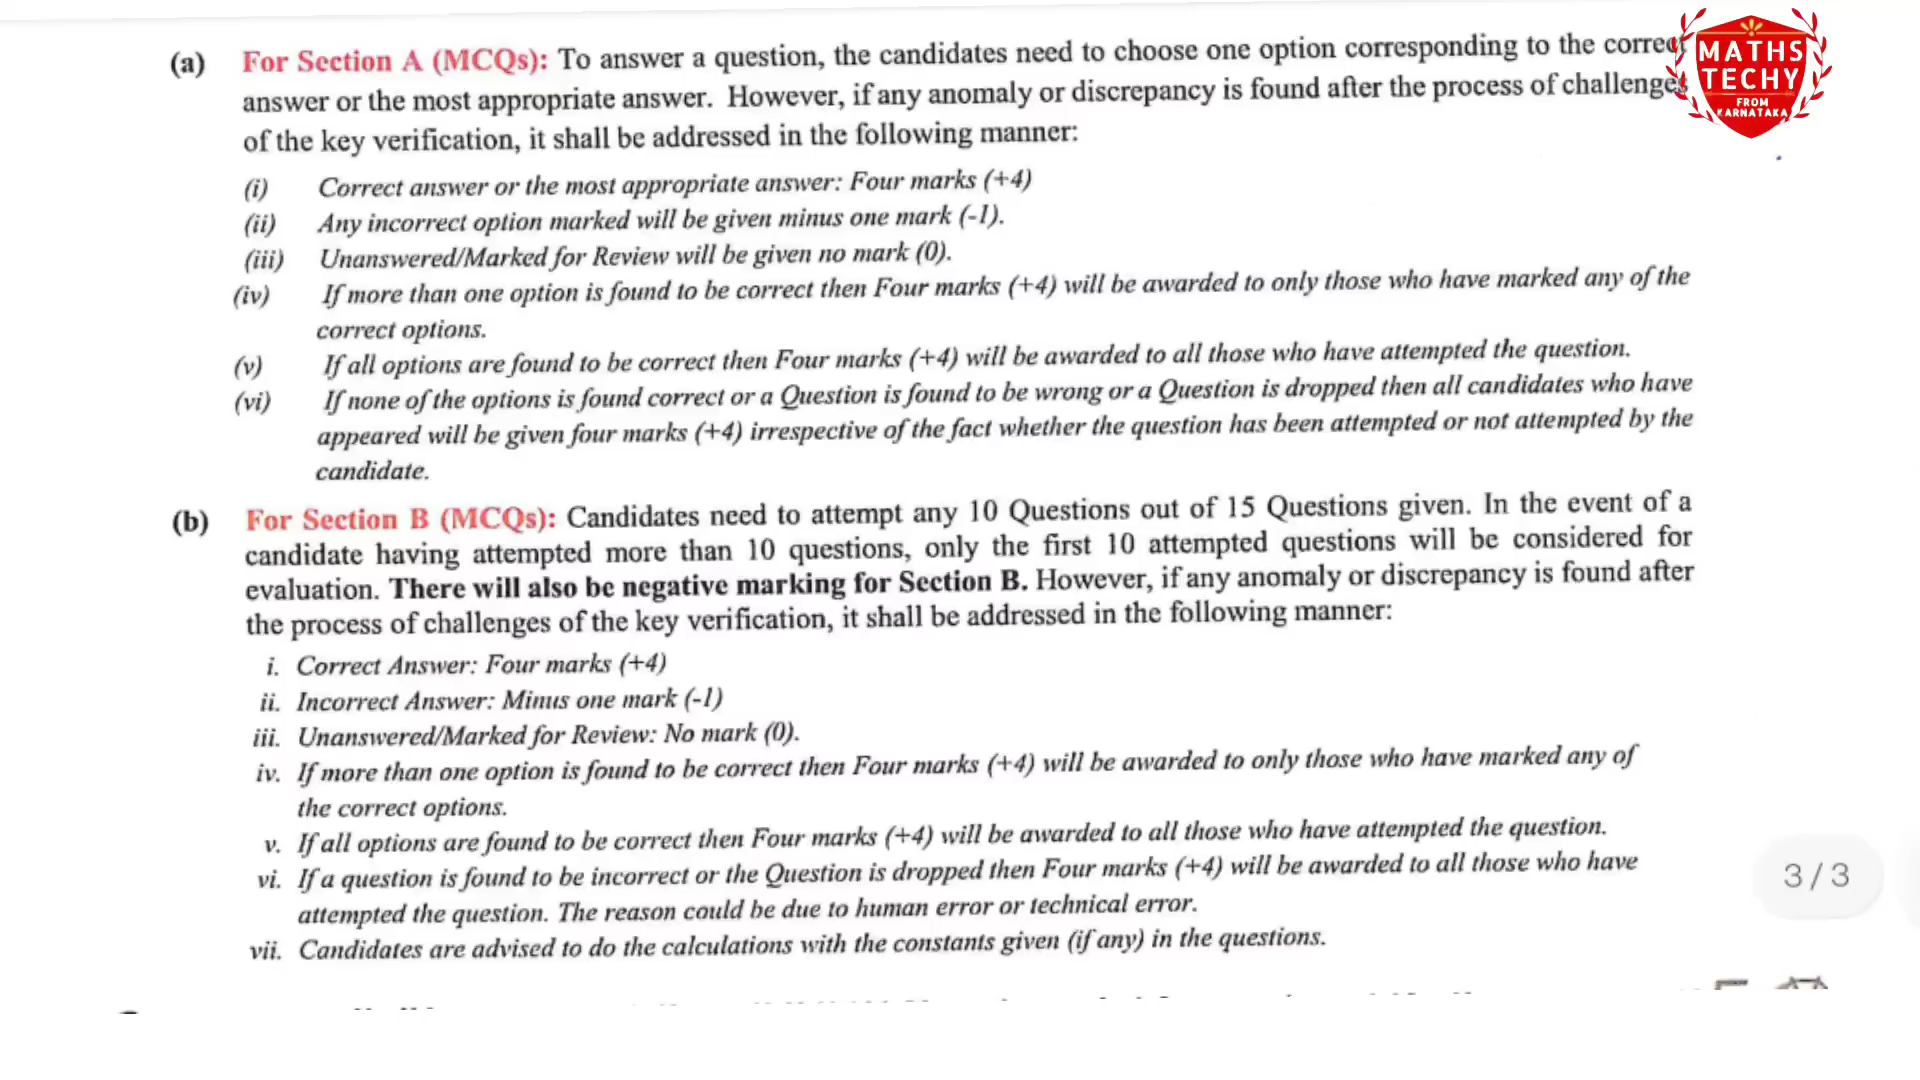 (a) For Section A (MCQs): To answer a question, the candidates need to choose one option corresponding to the correct
answer or the most appropriate answer. However, if any anomaly or discrepancy is found after the process of challenges
of the key verification, it shall be addressed in the following manner:
(i) Correct answer or the most appropriate answer: Four marks (+4)
(ii) Any incorrect option marked will be given minus one mark (-1).
(iii) Unanswered/Marked for Review will be given no mark (0).
(iv) If more than one option is found to be correct then Four marks (+4) will be awarded to only those who have marked any of the
correct options.
(v) If all options are found to be correct then Four marks (+4) will be awarded to all those who have attempted the question.
(vi) If none of the options is found correct or a Question is found to be wrong or a Question is dropped then all candidates who have
appeared will be given four marks (+4) irrespective of the fact whether the question has been attempted or not attempted by the
candidate.
(b) For Section B (MCQs): Candidates need to attempt any 10 Questions out of 15 Questions given. In the event of a
candidate having attempted more than 10 questions, only the first 10 attempted questions will be considered for
evaluation. There will also be negative marking for Section B. However, if any anomaly or discrepancy is found after
the process of challenges of the key verification, it shall be addressed in the following manner:
i. Correct Answer: Four marks (+4)
ii. Incorrect Answer: Minus one mark (-1)
iii. Unanswered/Marked for Review: No mark (0).
iv. If more than one option is found to be correct then Four marks (+4) will be awarded to only those who have marked any of
the correct options.
v. If all options are found to be correct then Four marks (+4) will be awarded to all those who have attempted the question.
vi. If a question is found to be incorrect or the Question is dropped then Four marks (+4) will be awarded to all those who have
attempted the question. The reason could be due to human error or technical error.
vii. Candidates are advised to do the calculations with the constants given (if any) in the questions.
MATHS
TECHY
FROM
KARNATAKA
3 / 3